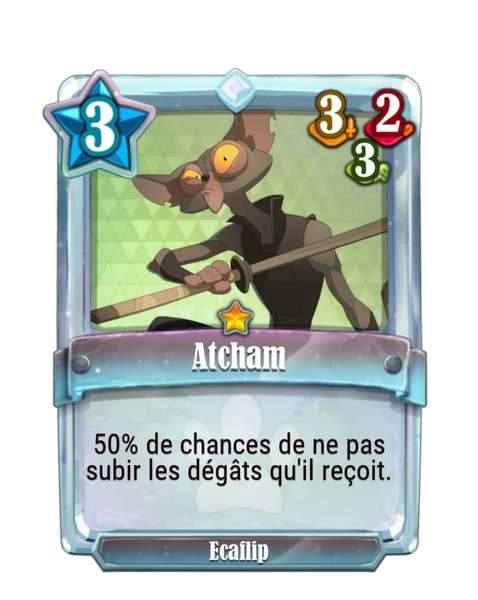 3
3 2
3
Atcham
50% de chances de ne pas
subir les dégâts qu'il reçoit.
Ecaflip